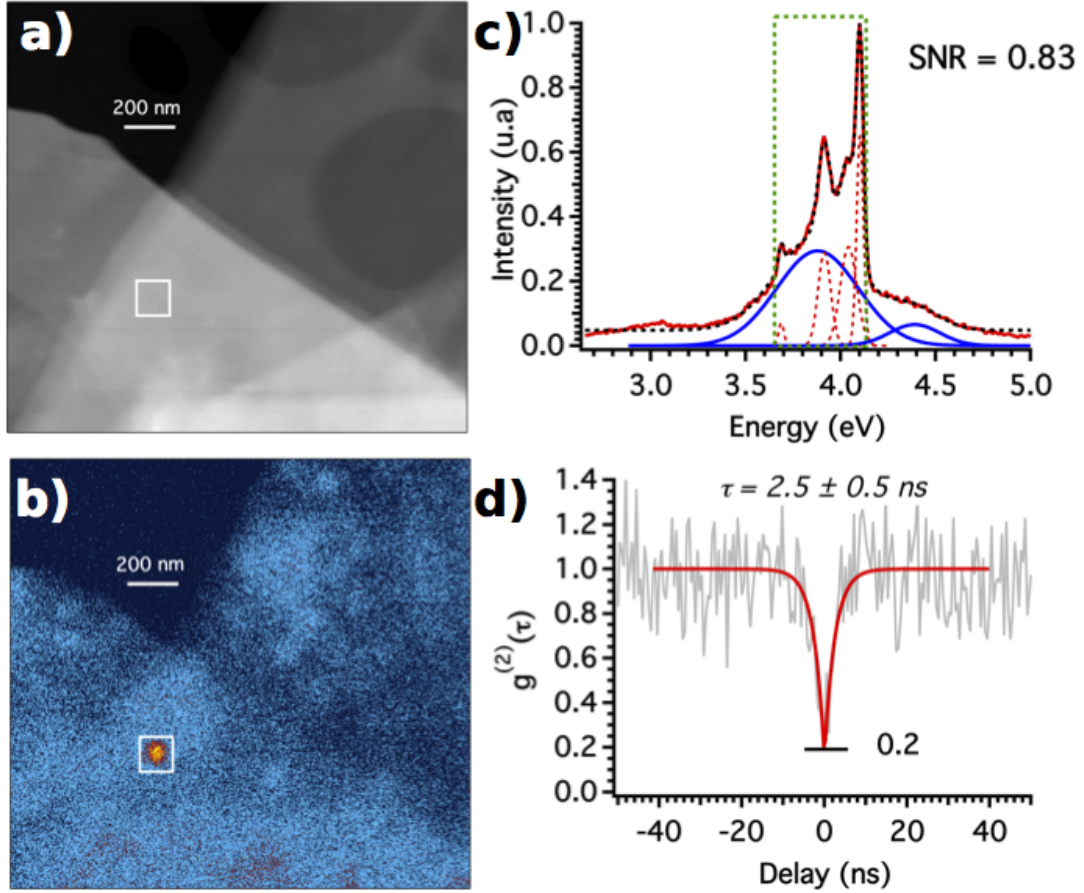 a)
200 nm
b)
200 nm
c)
SNR = 0.83
Intensity (u.a)
1.0
0.8
0.6
0.4
0.2
0.0
3.0 3.5 4.0 4.5 5.0
Energy (eV)
d)
τ = 2.5 ± 0.5 ns
g(2)(τ)
1.4
1.2
1.0
0.8
0.6
0.4
0.2
0.0
0.2
-40 -20 0 20 40
Delay (ns)